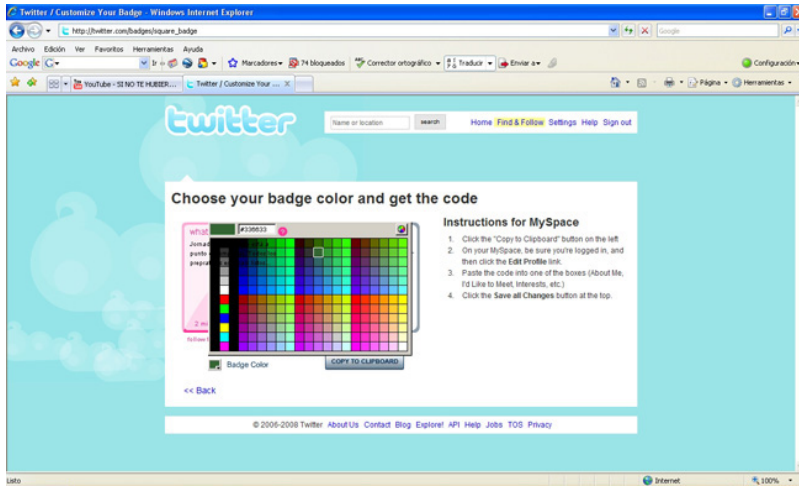 Twitter / Customize Your Badge - Windows Internet Explorer
http://twitter.com/badges/square_badge
Google
Archivo Edición Ver Favoritos Herramientas Ayuda
Google G Ir Marcadores 74 bloqueados Corrector ortográfico Traducir Enviar a Configuración
YouTube - SI NO TE HUBIER... Twitter / Customize Your ... X Página Herramientas
twitter
Name or location search Home Find & Follow Settings Help Sign out
Choose your badge color and get the code
what #336633
Instructions for MySpace
1. Click the "Copy to Clipboard" button on the left
2. On your MySpace, be sure you're logged in, and
then click the Edit Profile link.
3. Paste the code into one of the boxes (About Me,
I'd Like to Meet, Interests, etc.)
4. Click the Save all Changes button at the top.
punto
2 mi
follow
Badge Color COPY TO CLIPBOARD
<< Back
© 2006-2008 Twitter About Us Contact Blog Explore! API Help Jobs TOS Privacy
Listo Internet 100%